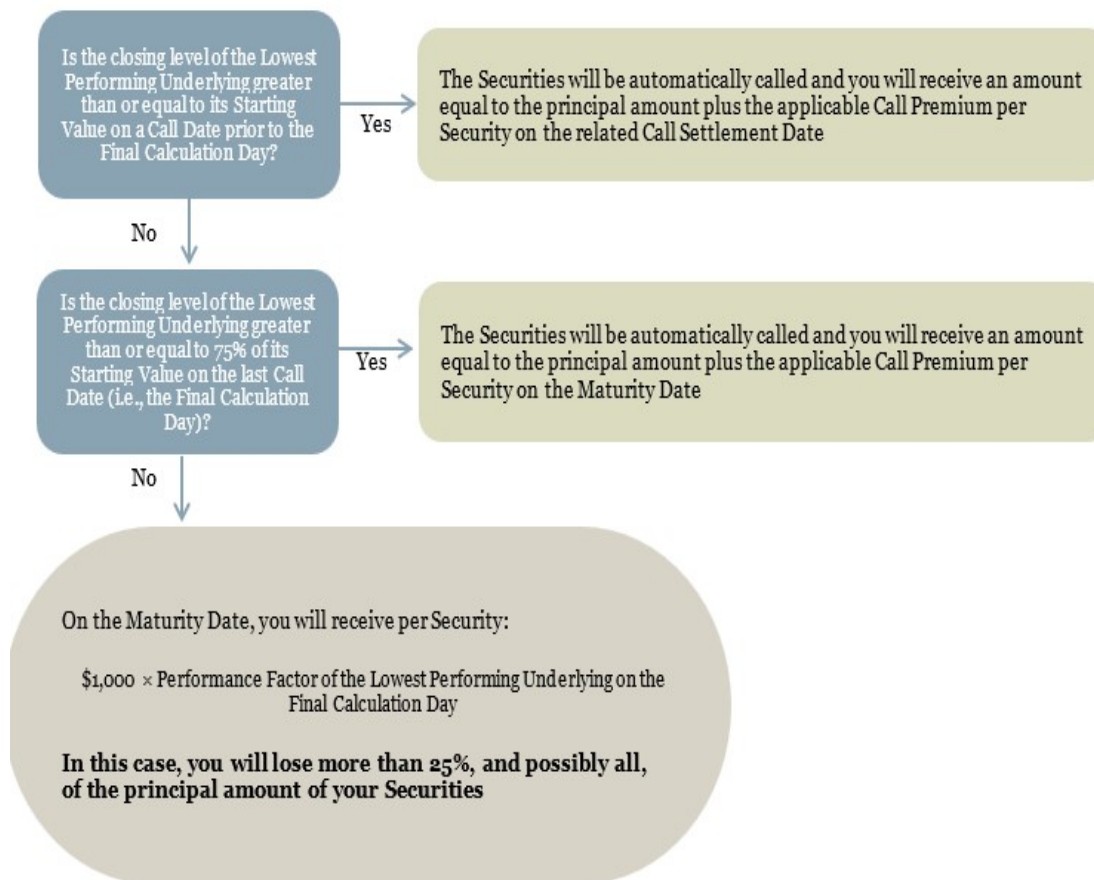 Is the closing level of the Lowest
Performing Underlying greater
than or equal to its Starting
Value on a Call Date prior to the
Final Calculation Day?
Yes
The Securities will be automatically called and you will receive an amount
equal to the principal amount plus the applicable Call Premium per
Security on the related Call Settlement Date
No
Is the closing level of the Lowest
Performing Underlying greater
than or equal to 75% of its
Starting Value on the last Call
Date (i.e., the Final Calculation
Day)?
Yes
The Securities will be automatically called and you will receive an amount
equal to the principal amount plus the applicable Call Premium per
Security on the Maturity Date
No
On the Maturity Date, you will receive per Security:
$1,000 × Performance Factor of the Lowest Performing Underlying on the
Final Calculation Day
In this case, you will lose more than 25%, and possibly all,
of the principal amount of your Securities